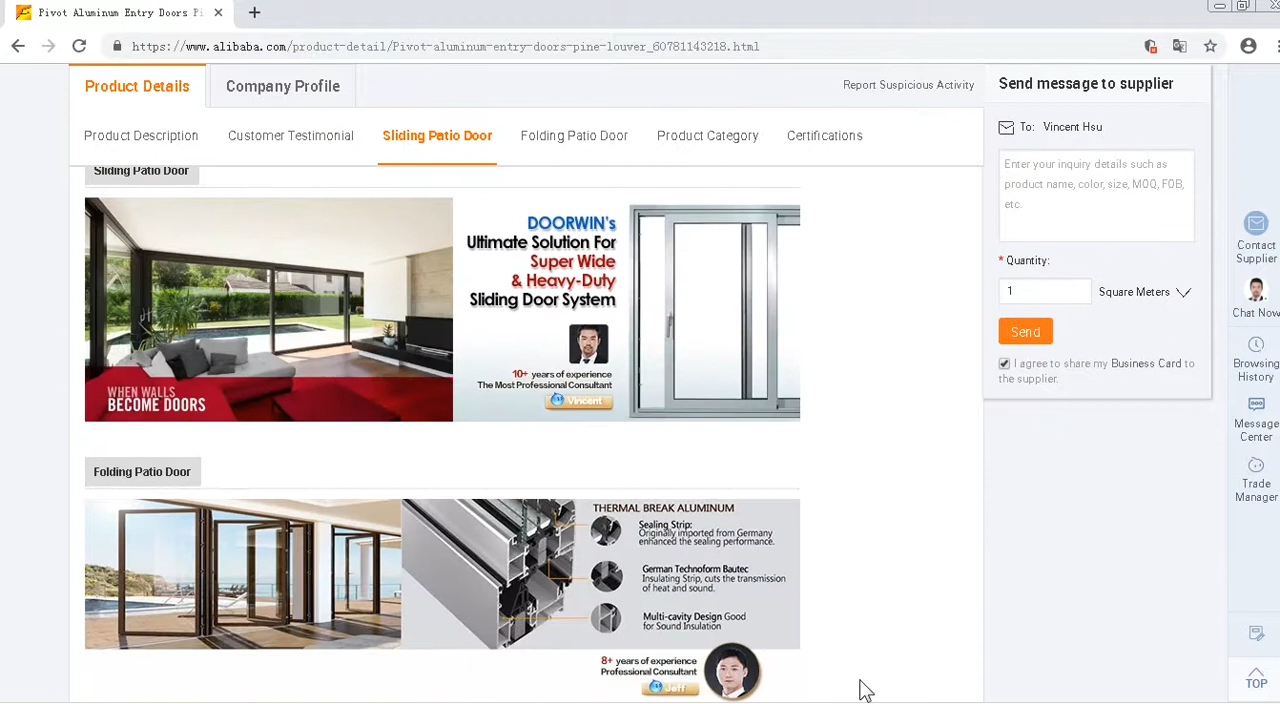 Pivot Aluminum Entry Doors Pi
https://www.alibaba.com/product-detail/Pivot-aluminum-entry-doors-pine-louver_60781143218.html
Product Details
Company Profile
Report Suspicious Activity
Product Description
Customer Testimonial
Sliding Patio Door
Folding Patio Door
Product Category
Certifications
Sliding Patio Door
WHEN WALLS
BECOME DOORS
DOORWIN's
Ultimate Solution For
Super Wide
& Heavy-Duty
Sliding Door System
10+ years of experience
The Most Professional Consultant
Vincent
Folding Patio Door
THERMAL BREAK ALUMINUM
Sealing Strip:
Originally imported from Germany
enhanced the sealing performance.
German Technoform Bautec
Insulating Strip, cuts the transmission
of heat and sound.
Multi-cavity Design Good
for Sound Insulation
8+ years of experience
Professional Consultant
Jeff
Send message to supplier
To: Vincent Hsu
Enter your inquiry details such as
product name, color, size, MOQ, FOB,
etc.
* Quantity:
1
Square Meters
Send
I agree to share my Business Card to
the supplier.
Contact
Supplier
Chat Now
Browsing
History
Message
Center
Trade
Manager
TOP